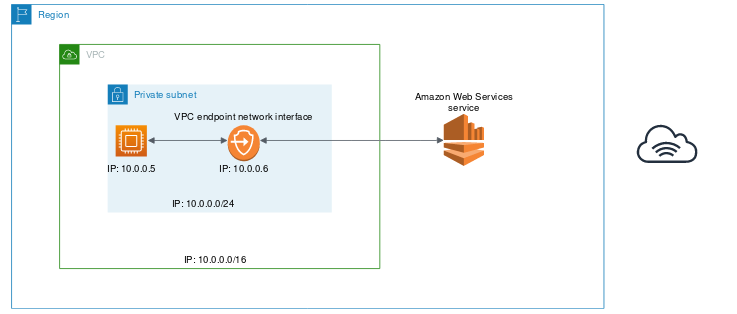 Region
VPC
Private subnet
Amazon Web Services
service
VPC endpoint network interface
IP: 10.0.0.5
IP: 10.0.0.6
IP: 10.0.0.0/24
IP: 10.0.0.0/16